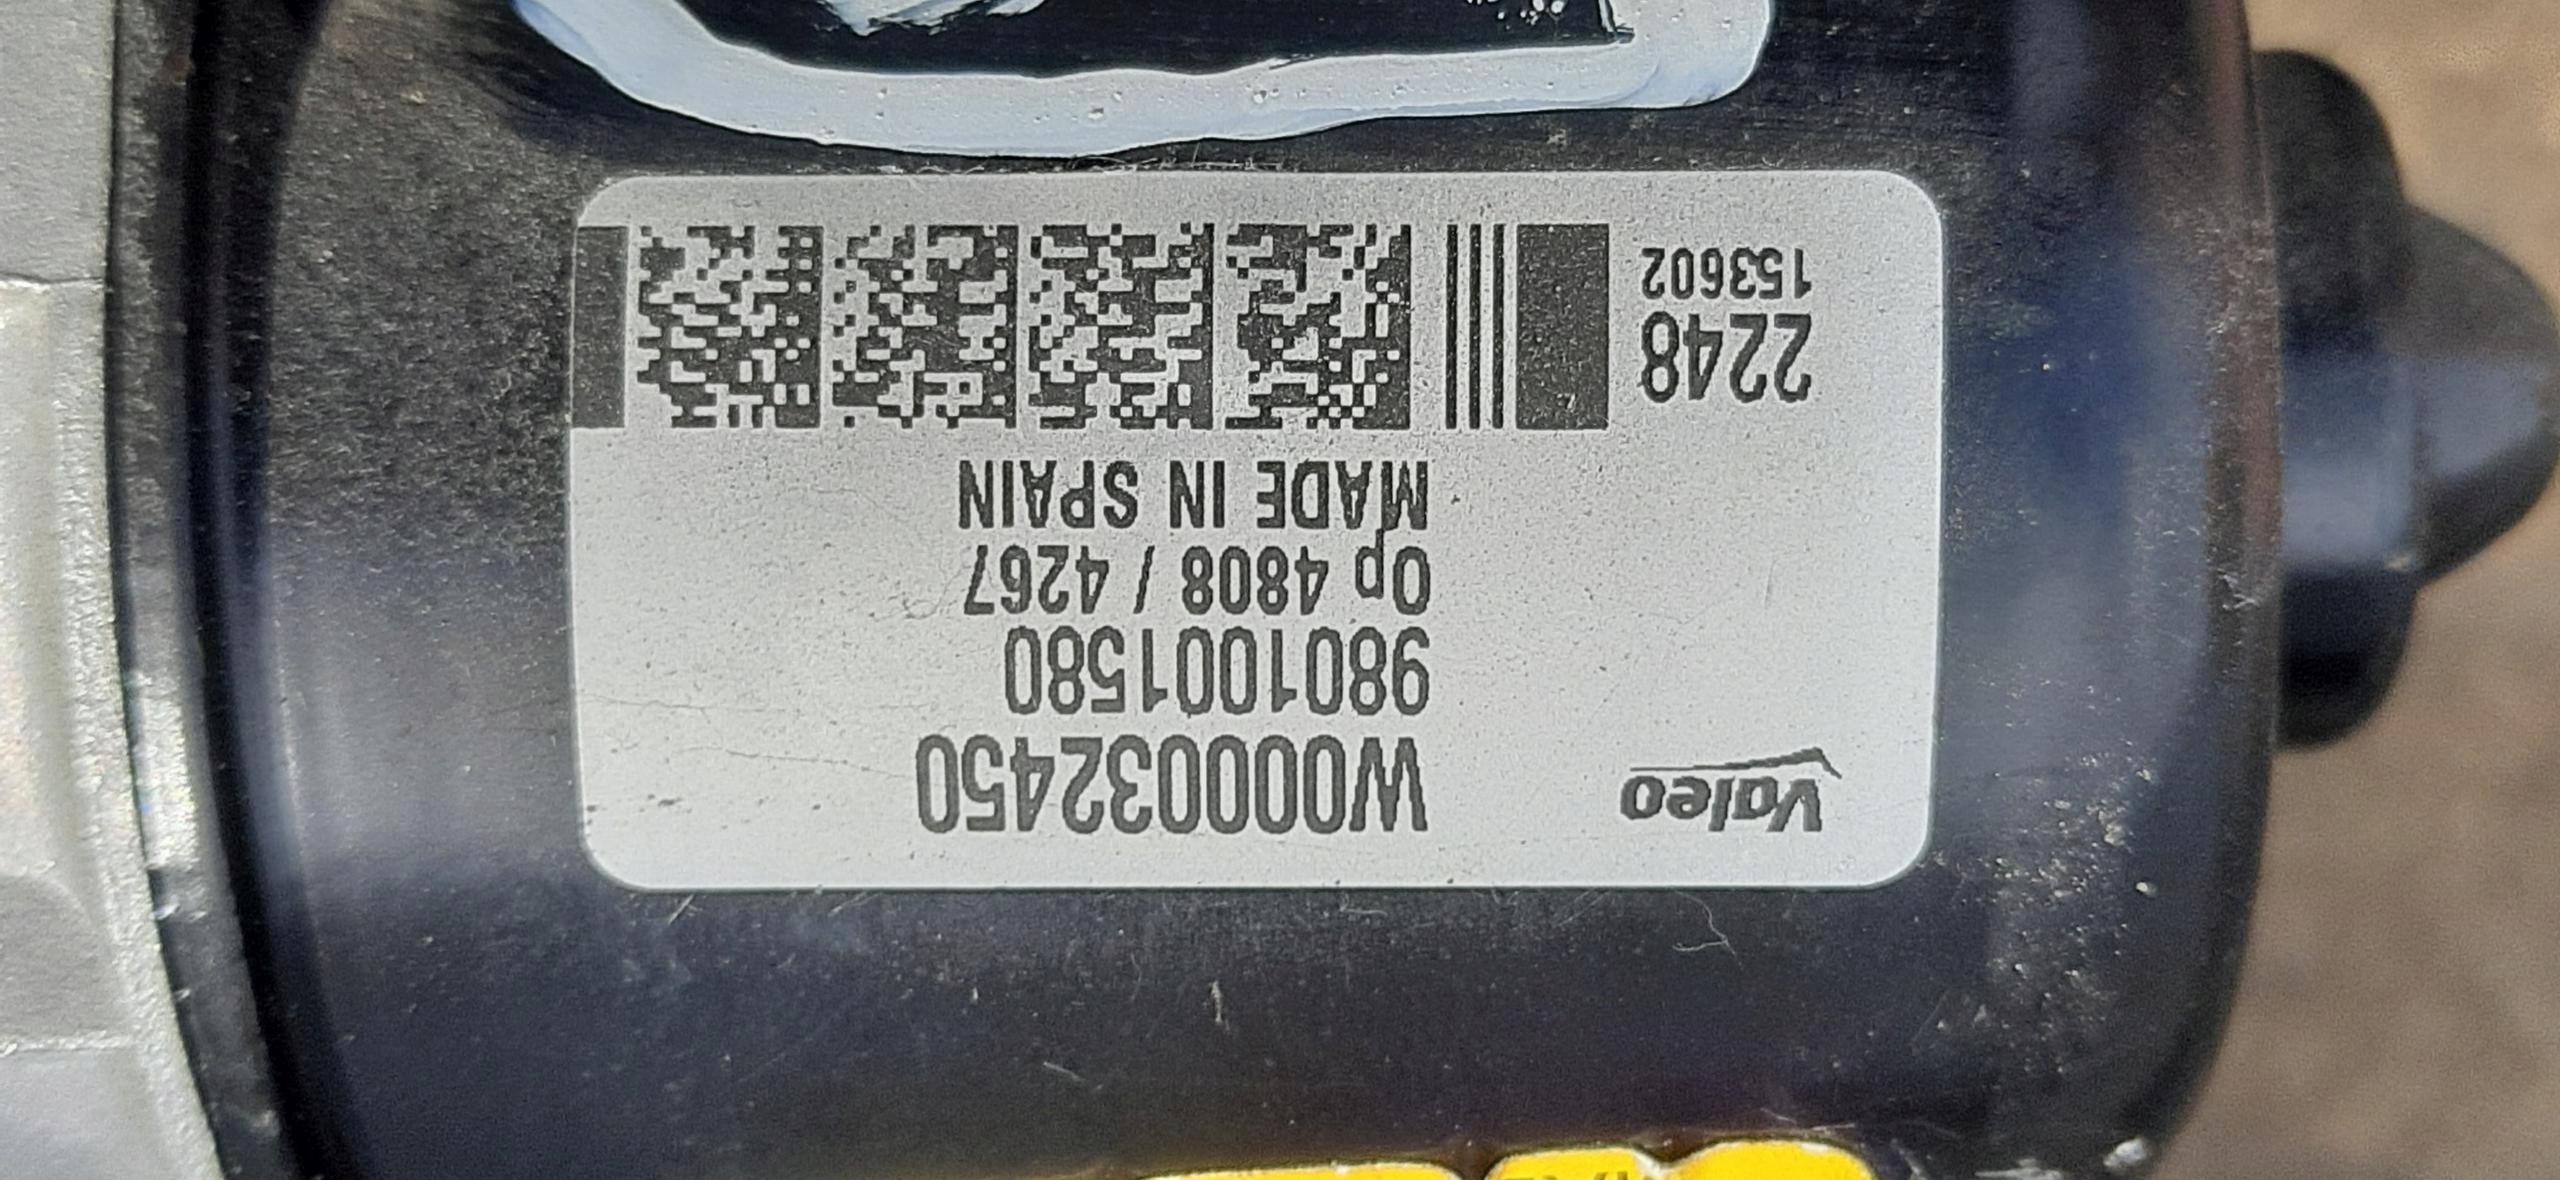 Valeo
W000032450
9801001580
Op 4808 / 4267
MADE IN SPAIN
2248
153602